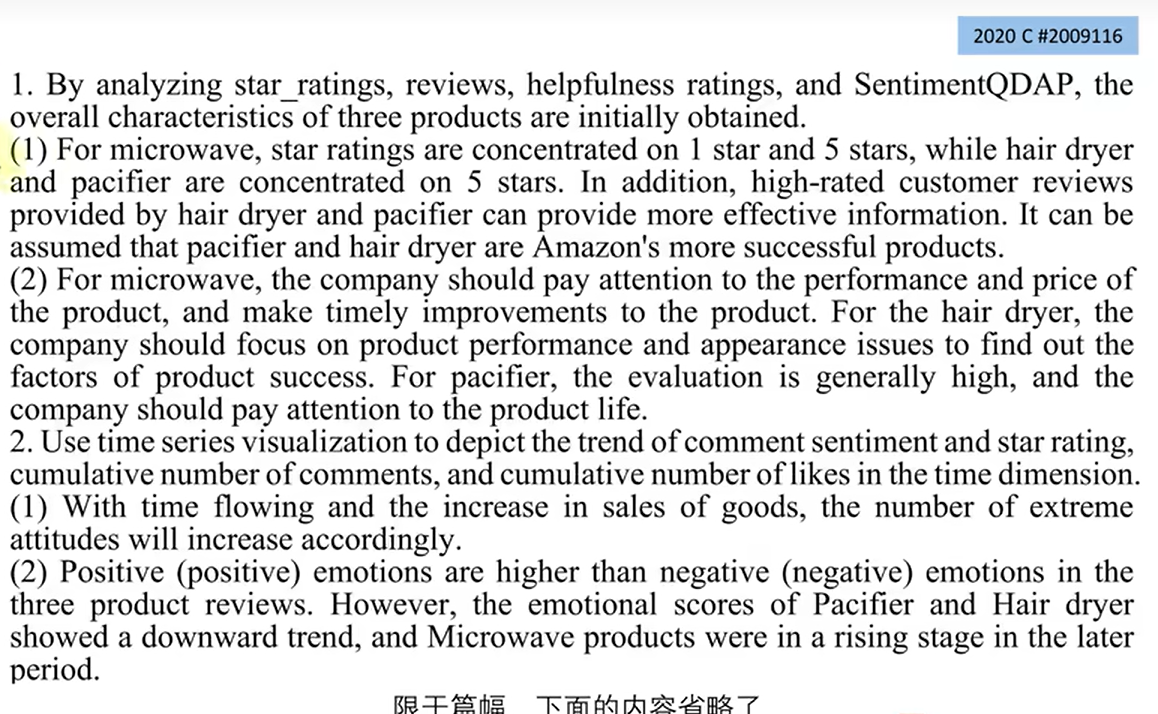 2020 C #2009116
1. By analyzing star_ratings, reviews, helpfulness ratings, and SentimentQDAP, the
overall characteristics of three products are initially obtained.
(1) For microwave, star ratings are concentrated on 1 star and 5 stars, while hair dryer
and pacifier are concentrated on 5 stars. In addition, high-rated customer reviews
provided by hair dryer and pacifier can provide more effective information. It can be
assumed that pacifier and hair dryer are Amazon's more successful products.
(2) For microwave, the company should pay attention to the performance and price of
the product, and make timely improvements to the product. For the hair dryer, the
company should focus on product performance and appearance issues to find out the
factors of product success. For pacifier, the evaluation is generally high, and the
company should pay attention to the product life.
2. Use time series visualization to depict the trend of comment sentiment and star rating,
cumulative number of comments, and cumulative number of likes in the time dimension.
(1) With time flowing and the increase in sales of goods, the number of extreme
attitudes will increase accordingly.
(2) Positive (positive) emotions are higher than negative (negative) emotions in the
three product reviews. However, the emotional scores of Pacifier and Hair dryer
showed a downward trend, and Microwave products were in a rising stage in the later
period.
限于篇幅 下面的内容省略了